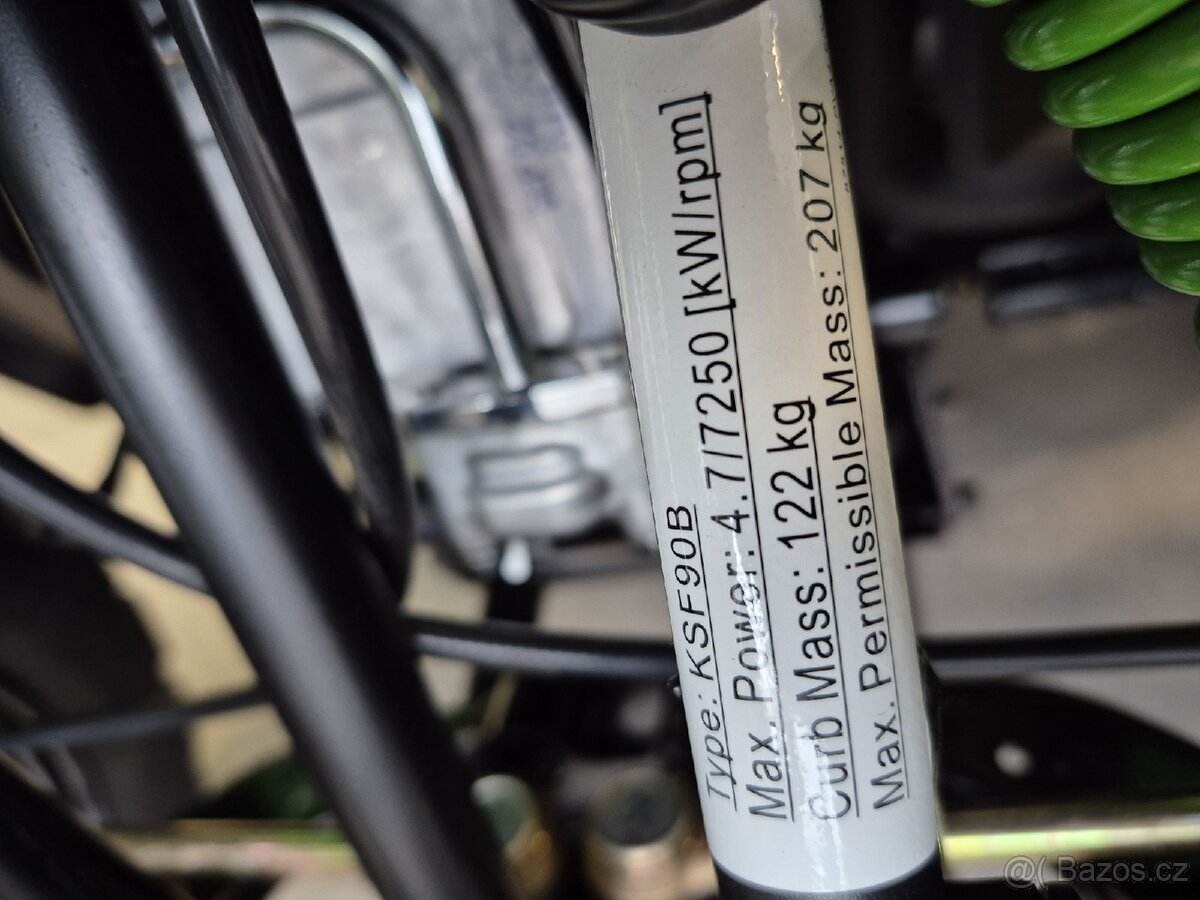 Type: KSF90B
Max. Power: 4.7/7250 [kW/rpm]
Curb Mass: 122 kg
Max. Permissible Mass: 207 kg
@( Bazos.cz